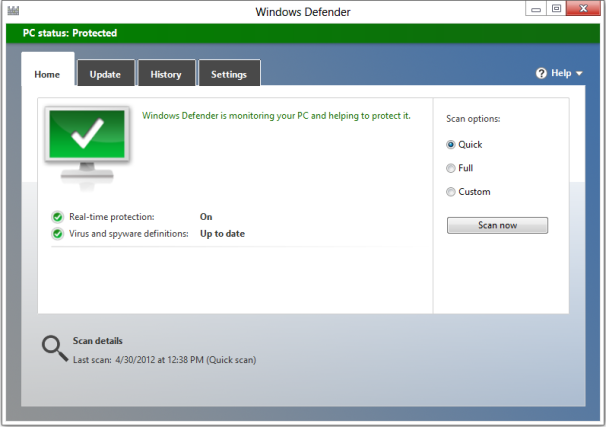 Windows Defender
PC status: Protected
Home Update History Settings Help
Windows Defender is monitoring your PC and helping to protect it.
Real-time protection: On
Virus and spyware definitions: Up to date
Scan options:
Quick
Full
Custom
Scan now
Scan details
Last scan: 4/30/2012 at 12:38 PM (Quick scan)